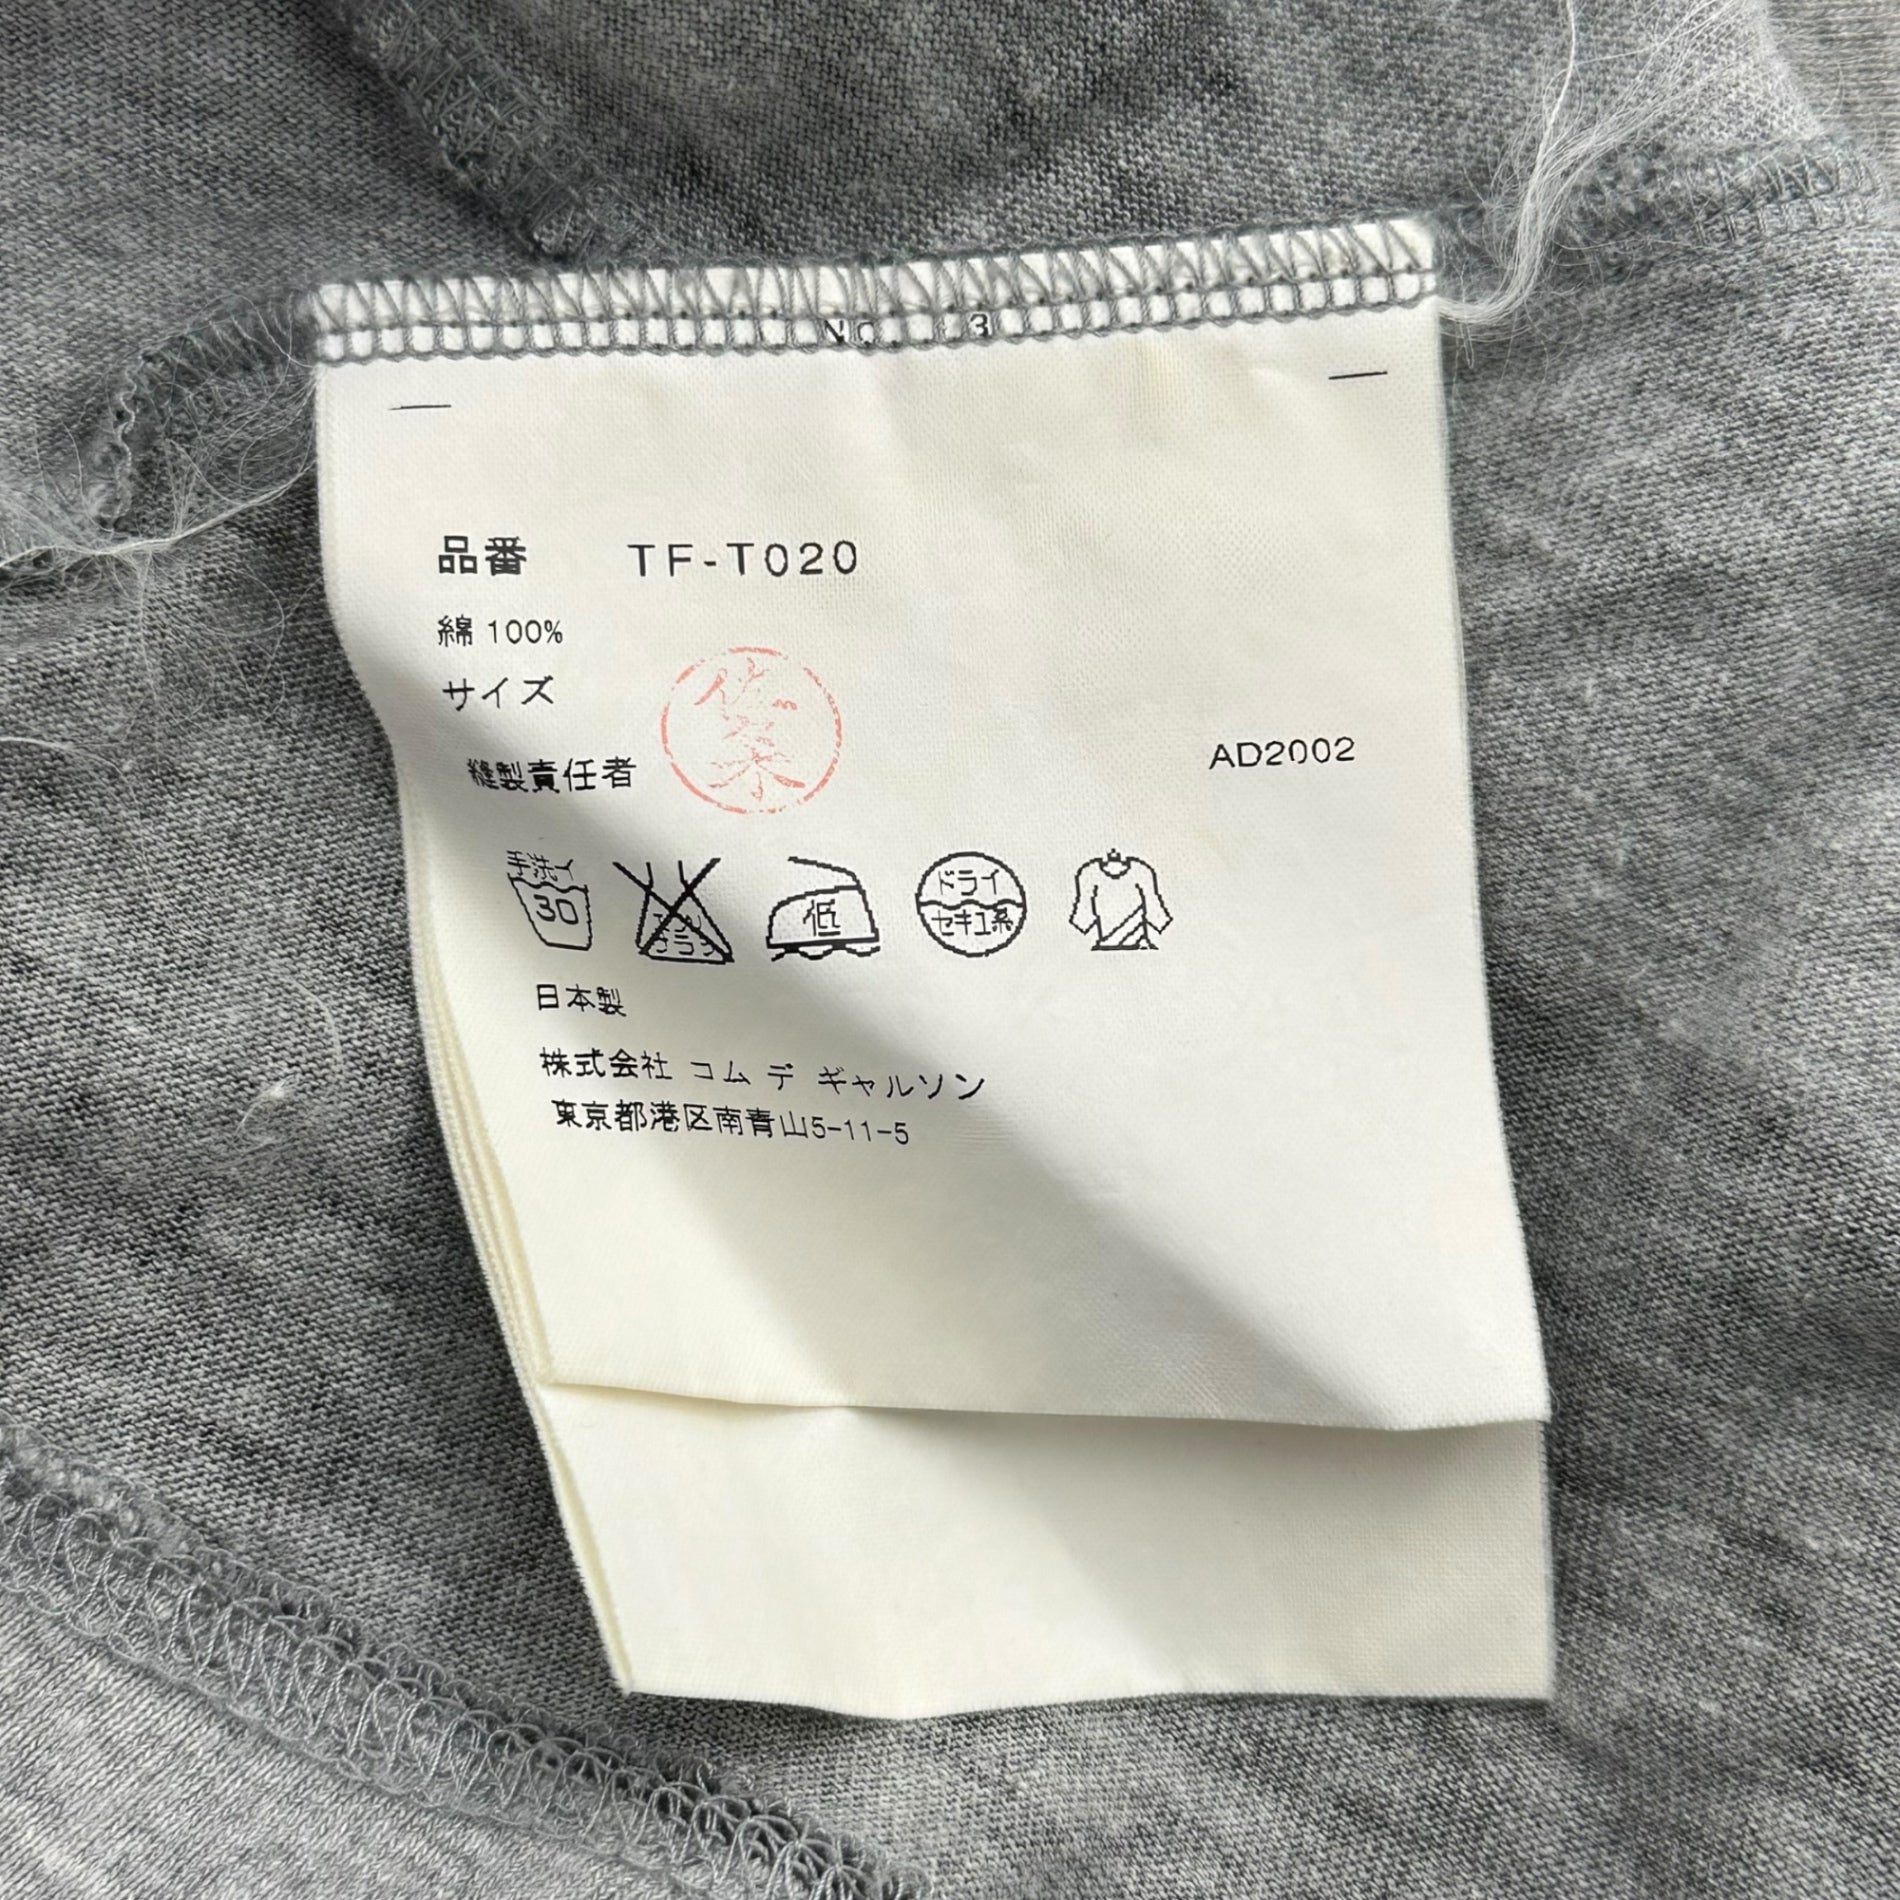 NO. 3
品番 TF-T020
綿 100%
サイズ
縫製責任者
AD2002
手洗イ
30
低
ドライ
セキユ系
日本製
株式会社 コム デ ギャルソン
東京都港区南青山5-11-5